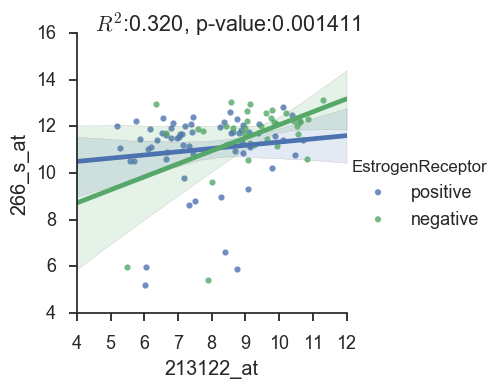 R²:0.320, p-value:0.001411
16
14
12
10
8
6
4
266_s_at
4 5 6 7 8 9 10 11 12
213122_at
EstrogenReceptor
positive
negative